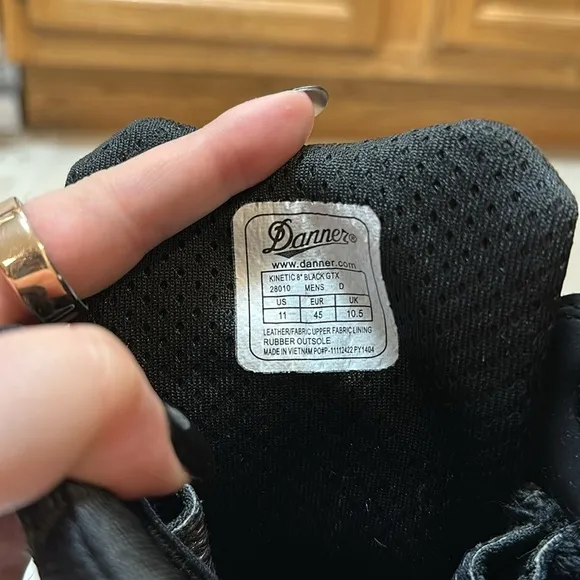 Danner®
www.danner.com
KINETIC 8" BLACK GTX
28010 MENS D
US EUR UK
11 45 10.5
LEATHER/FABRIC UPPER FABRIC LINING
RUBBER OUTSOLE
MADE IN VIETNAM PO#P-11112422 PY1404